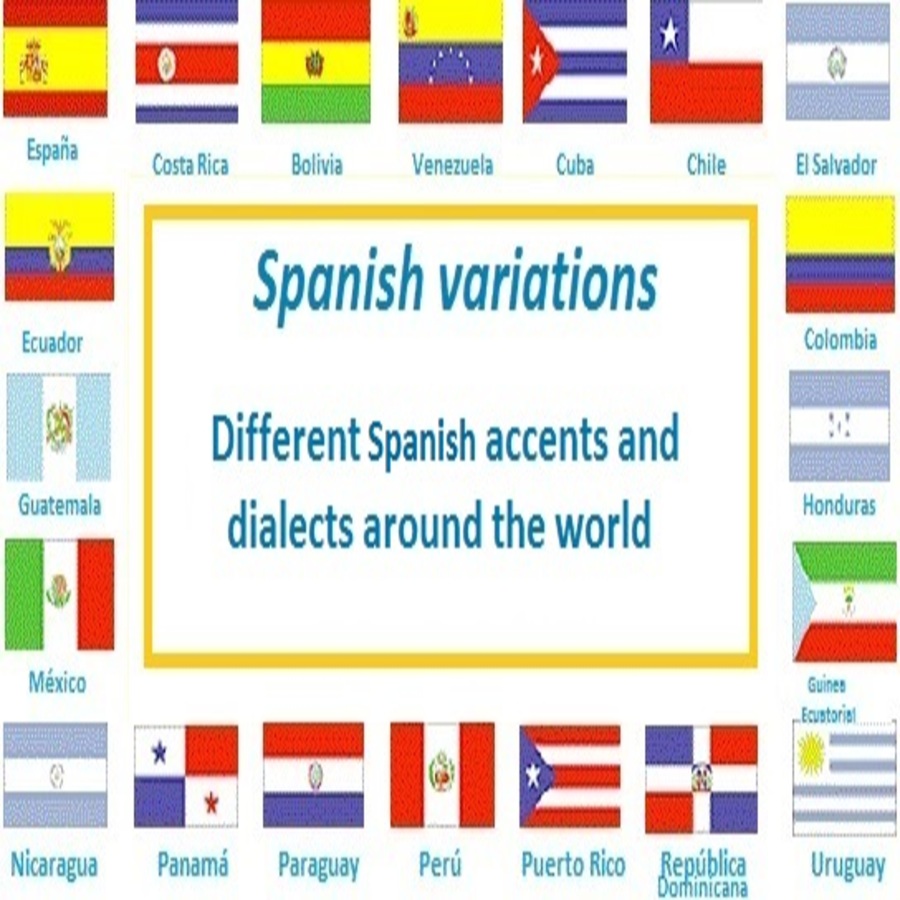 España
Costa Rica
Bolivia
Venezuela
Cuba
Chile
El Salvador
Spanish variations
Ecuador
Colombia
Different Spanish accents and
Guatemala
Honduras
dialects around the world
México
Guinea
Ecuatorial
Nicaragua
Panamá
Paraguay
Perú
Puerto Rico
República
Dominicana
Uruguay